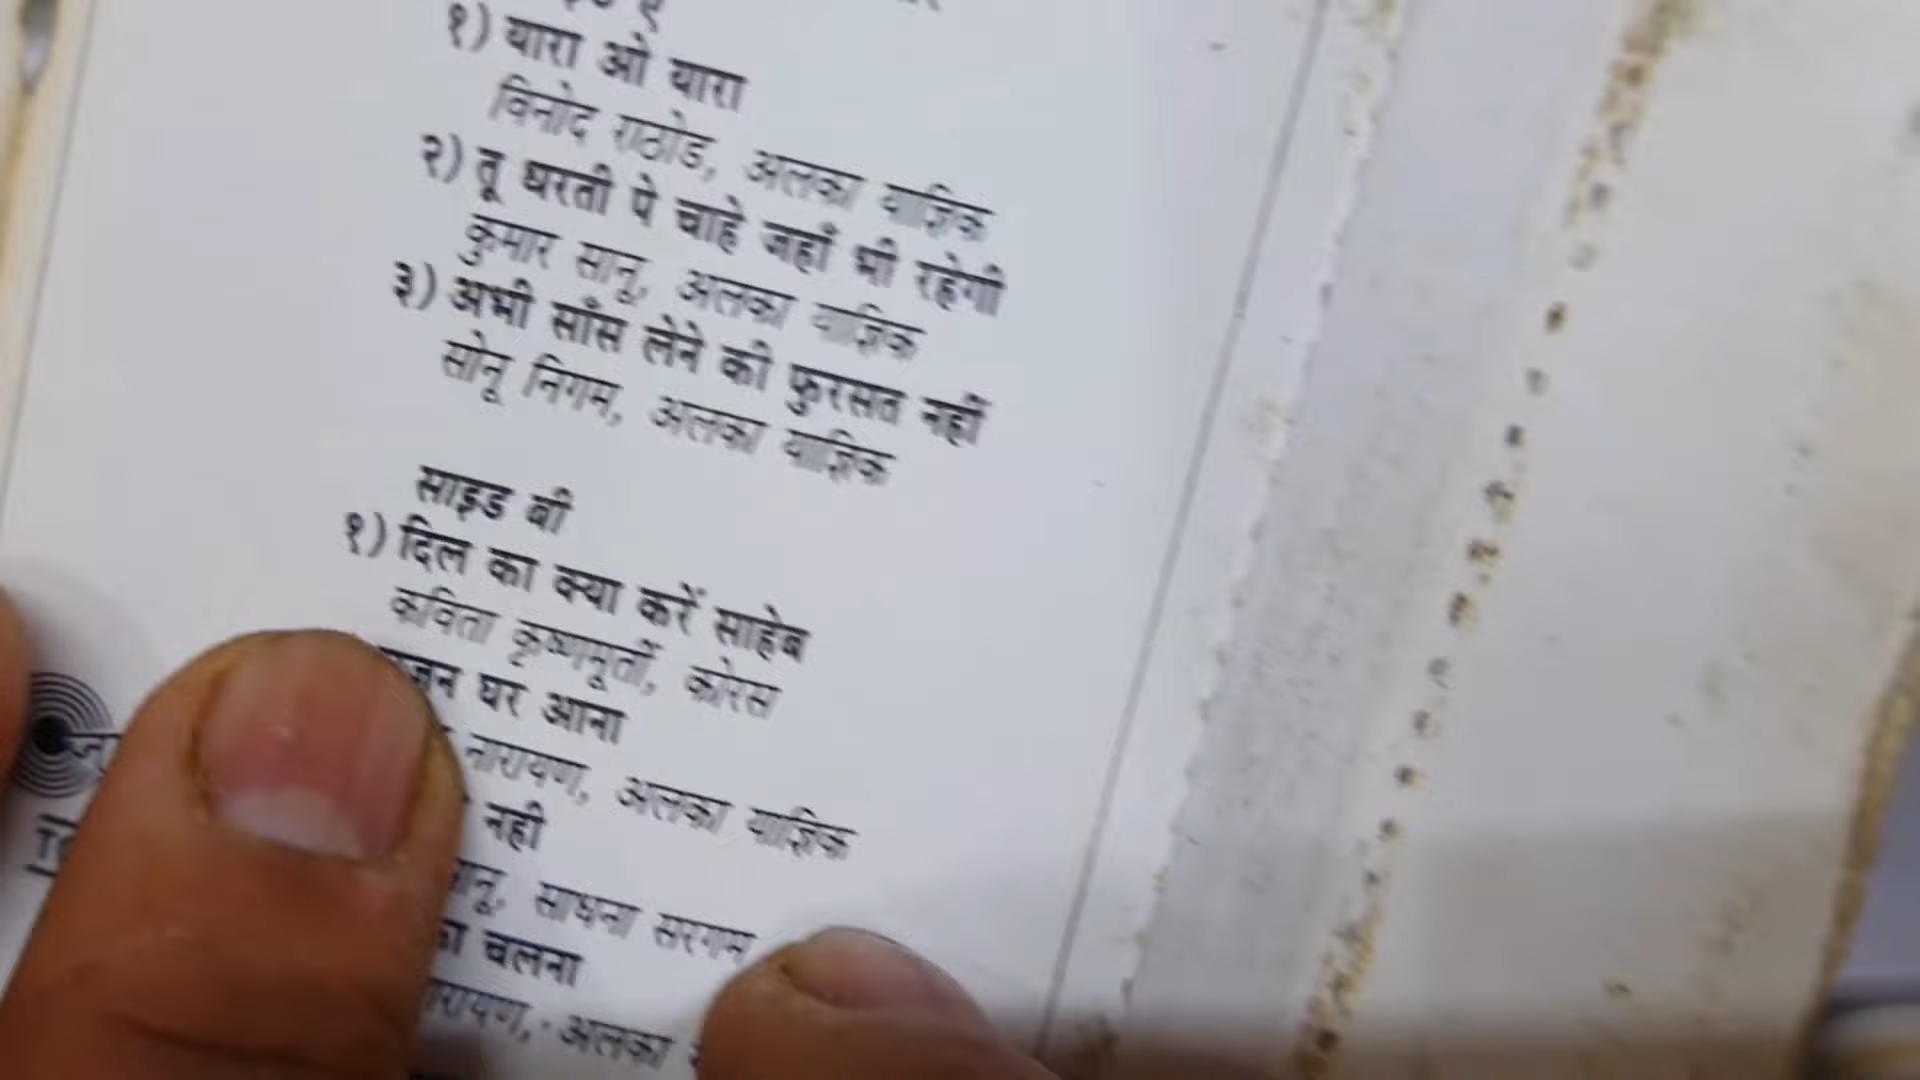 १) यारा ओ यारा
विनोद राठोड, अलका याज्ञिक
२) तू धरती पे चाहे जहाँ भी रहेगी
कुमार सानू, अलका याज्ञिक
३) अभी साँस लेने की फुरसत नहीं
सोनू निगम, अलका याज्ञिक
साइड बी
१) दिल का क्या करें साहेब
कविता कृष्णमूर्ती, कोरस
घर आना
नारायण, अलका याज्ञिक
नही
साधना सरगम
चलना
अलका